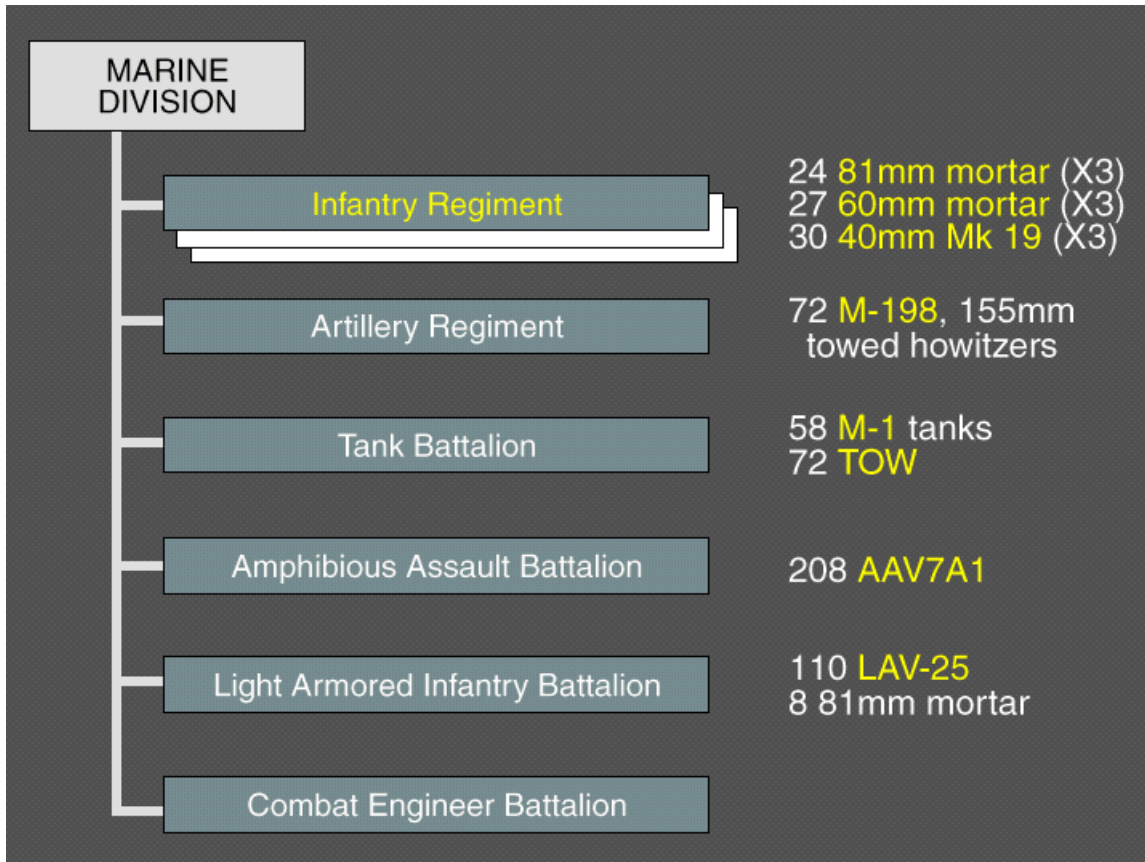 MARINE
DIVISION
Infantry Regiment
24 81mm mortar (X3)
27 60mm mortar (X3)
30 40mm Mk 19 (X3)
Artillery Regiment
72 M-198, 155mm
towed howitzers
Tank Battalion
58 M-1 tanks
72 TOW
Amphibious Assault Battalion
208 AAV7A1
Light Armored Infantry Battalion
110 LAV-25
8 81mm mortar
Combat Engineer Battalion